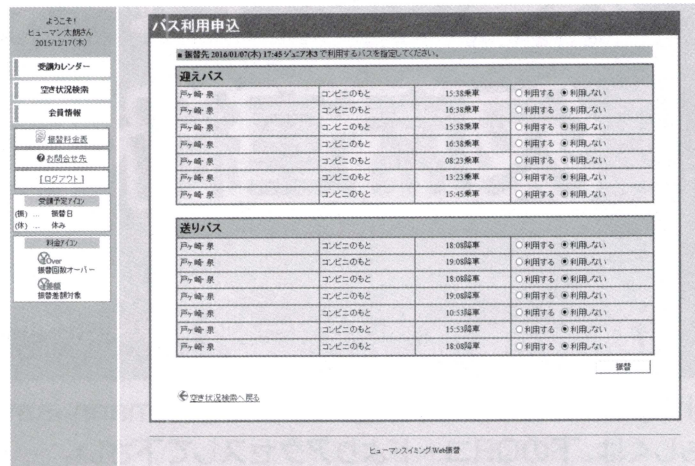 ようこそ!
ヒューマン太朗さん
2015/12/17(木)
受講カレンダー
空き状況検索
会員情報
振替料金表
お問合せ先
[ログアウト]
受講予定アイコン
(振) … 振替日
(休) … 休み
料金アイコン
Over
振替回数オーバー
差額
振替差額対象
バス利用申込
■ 振替先 2016/01/07(木) 17:45ジュニア木3 で利用するバスを指定してください。
迎えバス
戸ヶ崎・泉 コンビニのもと 15:38乗車 ○利用する ●利用しない
戸ヶ崎・泉 コンビニのもと 16:38乗車 ○利用する ●利用しない
戸ヶ崎・泉 コンビニのもと 15:38乗車 ○利用する ●利用しない
戸ヶ崎・泉 コンビニのもと 16:38乗車 ○利用する ●利用しない
戸ヶ崎・泉 コンビニのもと 08:23乗車 ○利用する ●利用しない
戸ヶ崎・泉 コンビニのもと 13:23乗車 ○利用する ●利用しない
戸ヶ崎・泉 コンビニのもと 15:45乗車 ○利用する ●利用しない
送りバス
戸ヶ崎・泉 コンビニのもと 18:08降車 ○利用する ●利用しない
戸ヶ崎・泉 コンビニのもと 19:08降車 ○利用する ●利用しない
戸ヶ崎・泉 コンビニのもと 18:08降車 ○利用する ●利用しない
戸ヶ崎・泉 コンビニのもと 19:08降車 ○利用する ●利用しない
戸ヶ崎・泉 コンビニのもと 10:53降車 ○利用する ●利用しない
戸ヶ崎・泉 コンビニのもと 15:53降車 ○利用する ●利用しない
戸ヶ崎・泉 コンビニのもと 18:08降車 ○利用する ●利用しない
振替
空き状況検索へ戻る
ヒューマンスイミング Web振替